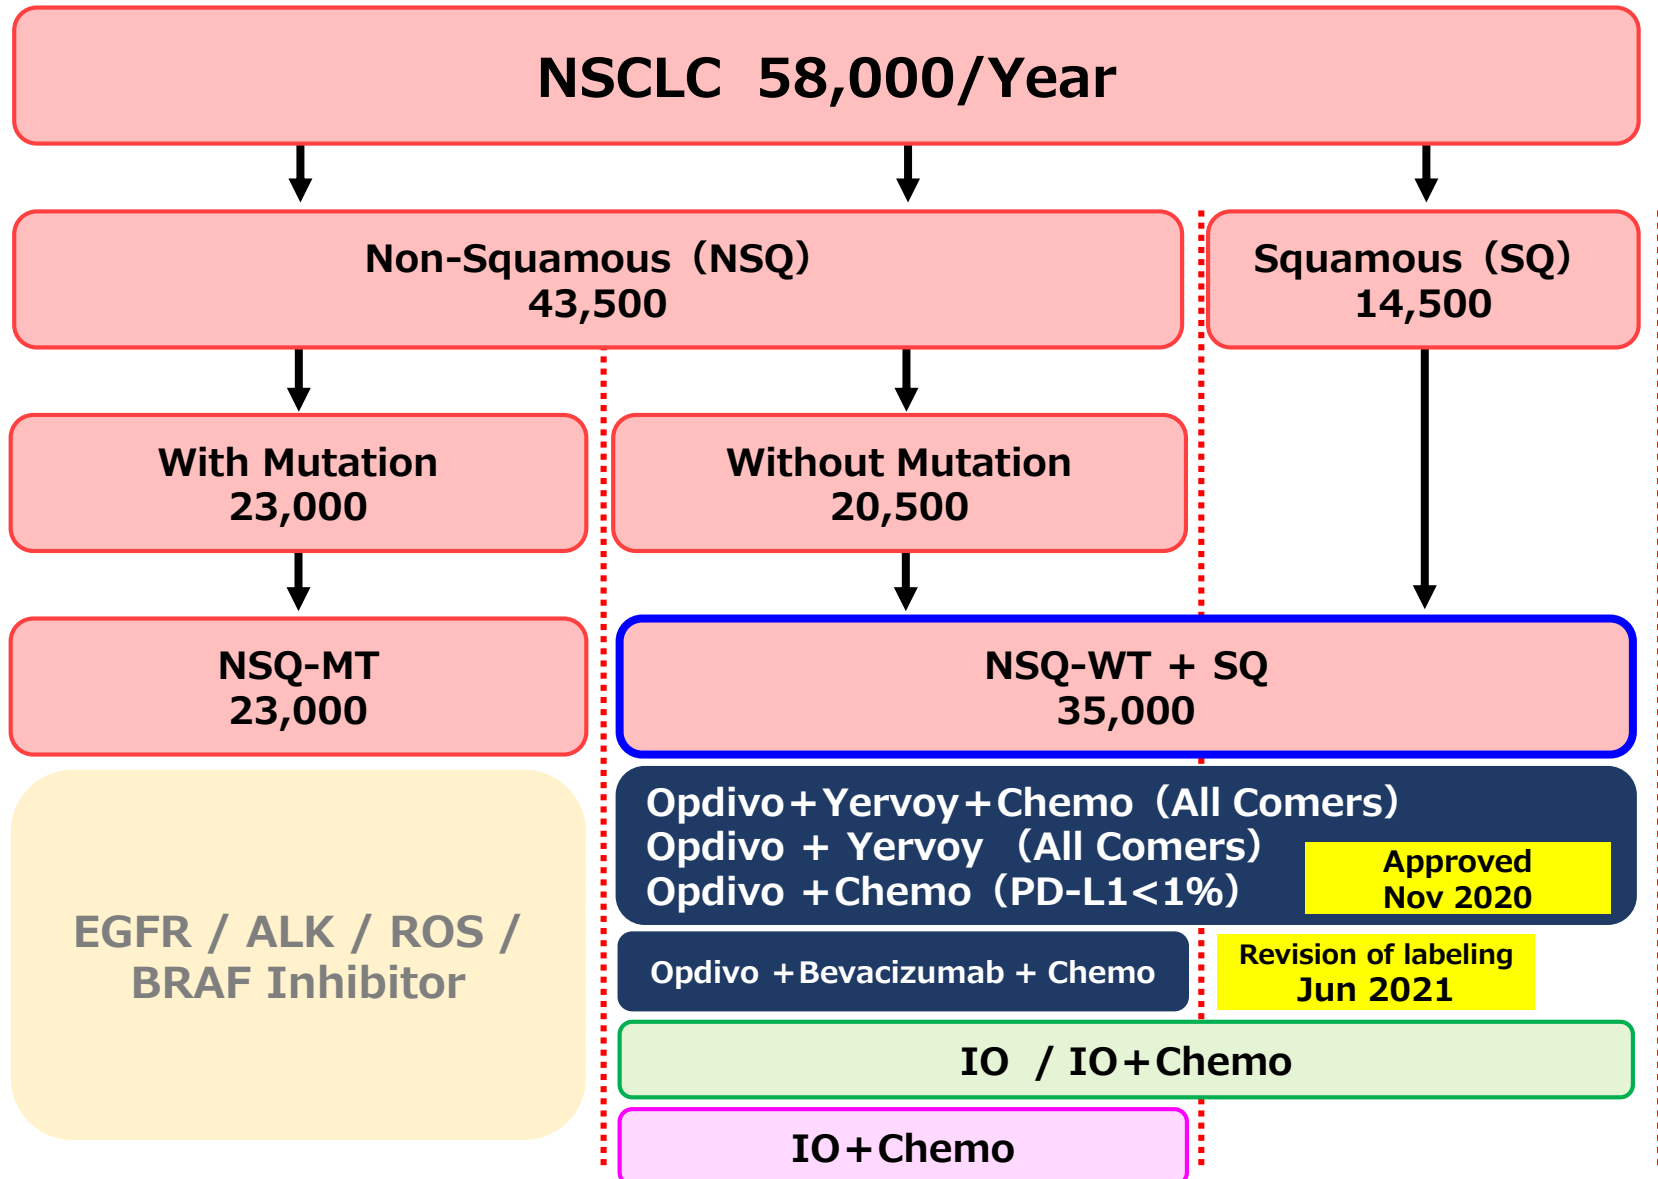 NSCLC 58,000/Year
Non-Squamous（NSQ）
43,500
Squamous（SQ）
14,500
With Mutation
23,000
Without Mutation
20,500
NSQ-MT
23,000
NSQ-WT + SQ
35,000
EGFR / ALK / ROS /
BRAF Inhibitor
Opdivo＋Yervoy＋Chemo（All Comers）
Opdivo + Yervoy （All Comers）
Opdivo +Chemo（PD-L1<1%）
Approved
Nov 2020
Opdivo +Bevacizumab + Chemo
Revision of labeling
Jun 2021
IO / IO＋Chemo
IO＋Chemo